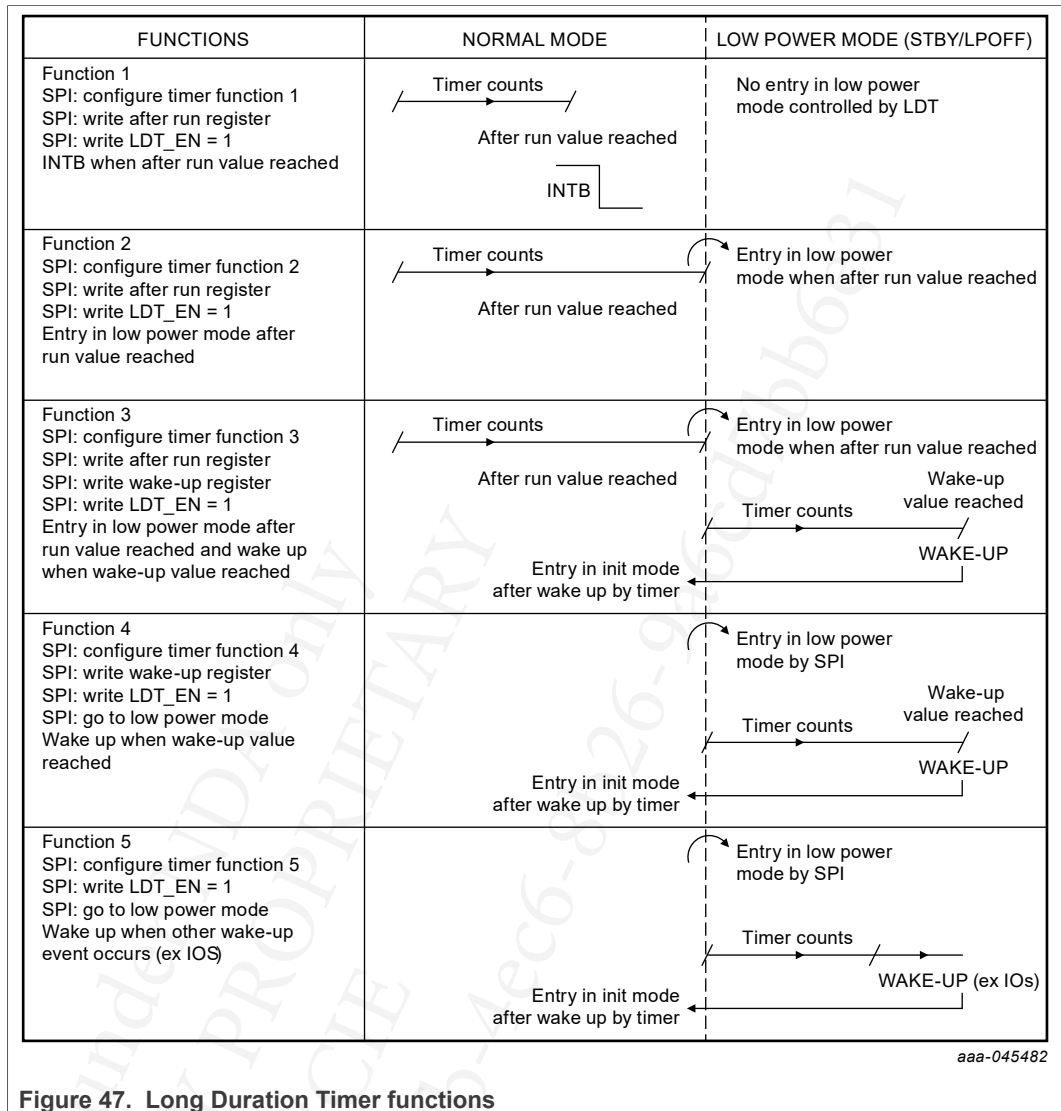 FUNCTIONS
NORMAL MODE
LOW POWER MODE (STBY/LPOFF)
Function 1
SPI: configure timer function 1
SPI: write after run register
SPI: write LDT_EN = 1
INTB when after run value reached
Timer counts
After run value reached
INTB
No entry in low power
mode controlled by LDT
Function 2
SPI: configure timer function 2
SPI: write after run register
SPI: write LDT_EN = 1
Entry in low power mode after
run value reached
Timer counts
After run value reached
Entry in low power
mode when after run value reached
Function 3
SPI: configure timer function 3
SPI: write after run register
SPI: write wake-up register
SPI: write LDT_EN = 1
Entry in low power mode after
run value reached and wake up
when wake-up value reached
Timer counts
After run value reached
Entry in init mode
after wake up by timer
Entry in low power
mode when after run value reached
Wake-up
value reached
Timer counts
WAKE-UP
Function 4
SPI: configure timer function 4
SPI: write wake-up register
SPI: write LDT_EN = 1
SPI: go to low power mode
Wake up when wake-up value
reached
Entry in init mode
after wake up by timer
Entry in low power
mode by SPI
Wake-up
value reached
Timer counts
WAKE-UP
Function 5
SPI: configure timer function 5
SPI: write LDT_EN = 1
SPI: go to low power mode
Wake up when other wake-up
event occurs (ex IOS)
Entry in init mode
after wake up by timer
Entry in low power
mode by SPI
Timer counts
WAKE-UP (ex IOs)
aaa-045482
Figure 47. Long Duration Timer functions